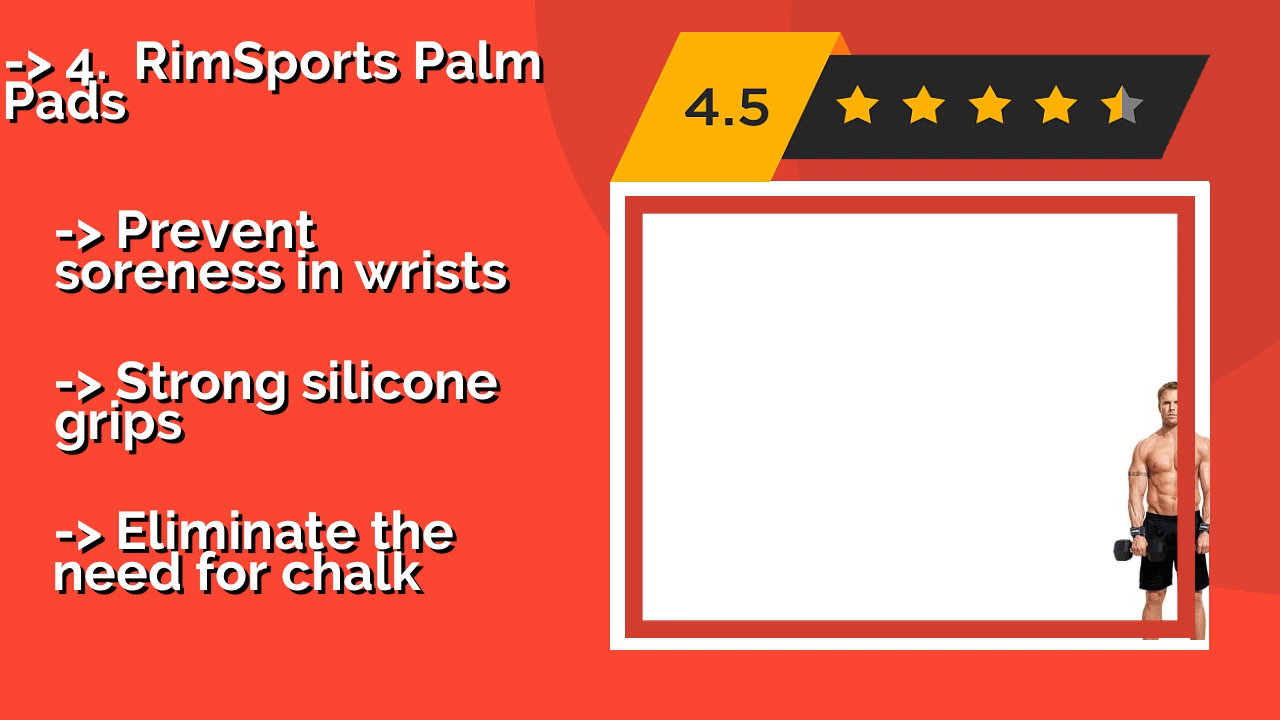 -> 4.  RimSports Palm
Pads
4.5
-> Prevent
soreness in wrists
-> Strong silicone
grips
-> Eliminate the
need for chalk